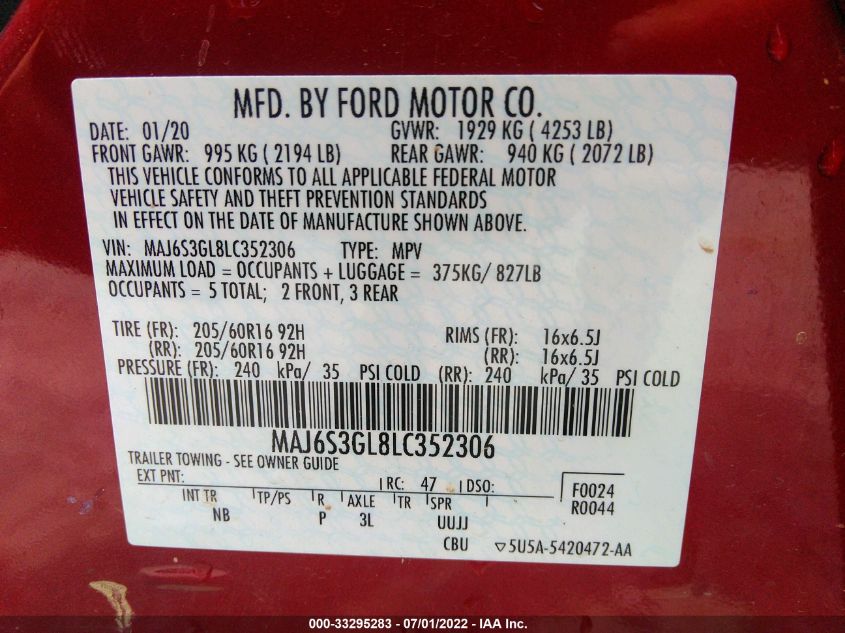 MFD. BY FORD MOTOR CO.
DATE: 01/20 GVWR: 1929 KG ( 4253 LB)
FRONT GAWR: 995 KG ( 2194 LB) REAR GAWR: 940 KG ( 2072 LB)
THIS VEHICLE CONFORMS TO ALL APPLICABLE FEDERAL MOTOR
VEHICLE SAFETY AND THEFT PREVENTION STANDARDS
IN EFFECT ON THE DATE OF MANUFACTURE SHOWN ABOVE.
VIN: MAJ6S3GL8LC352306 TYPE: MPV
MAXIMUM LOAD = OCCUPANTS + LUGGAGE = 375KG/ 827LB
OCCUPANTS = 5 TOTAL; 2 FRONT, 3 REAR
TIRE (FR): 205/60R16 92H RIMS (FR): 16x6.5J
(RR): 205/60R16 92H (RR): 16x6.5J
PRESSURE (FR): 240 kPa/ 35 PSI COLD (RR): 240 kPa/ 35 PSI COLD
MAJ6S3GL8LC352306
TRAILER TOWING - SEE OWNER GUIDE
EXT PNT: RC: 47 DSO: F0024
R0044
INT TR TP/PS R AXLE TR SPR
NB P 3L UUJJ
CBU ▽5U5A-5420472-AA
000-33295283 - 07/01/2022 - IAA Inc.